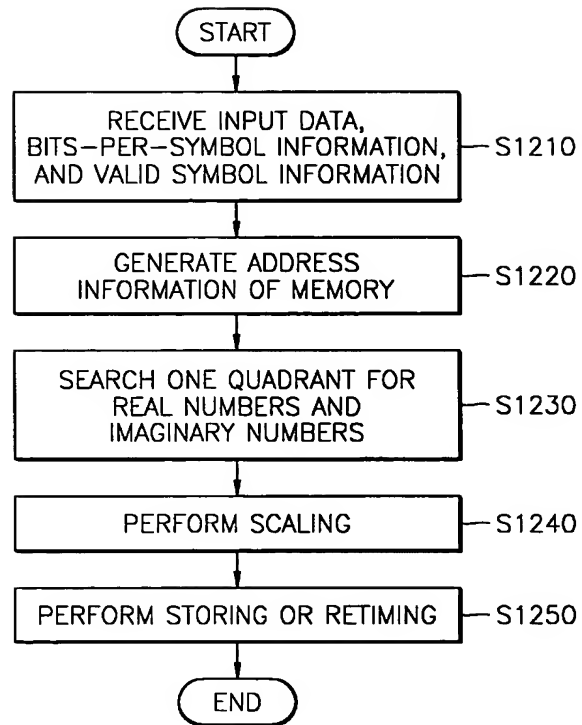 START
RECEIVE INPUT DATA,
BITS-PER-SYMBOL INFORMATION,
AND VALID SYMBOL INFORMATION
S1210
GENERATE ADDRESS
INFORMATION OF MEMORY
S1220
SEARCH ONE QUADRANT FOR
REAL NUMBERS AND
IMAGINARY NUMBERS
S1230
PERFORM SCALING
S1240
PERFORM STORING OR RETIMING
S1250
END